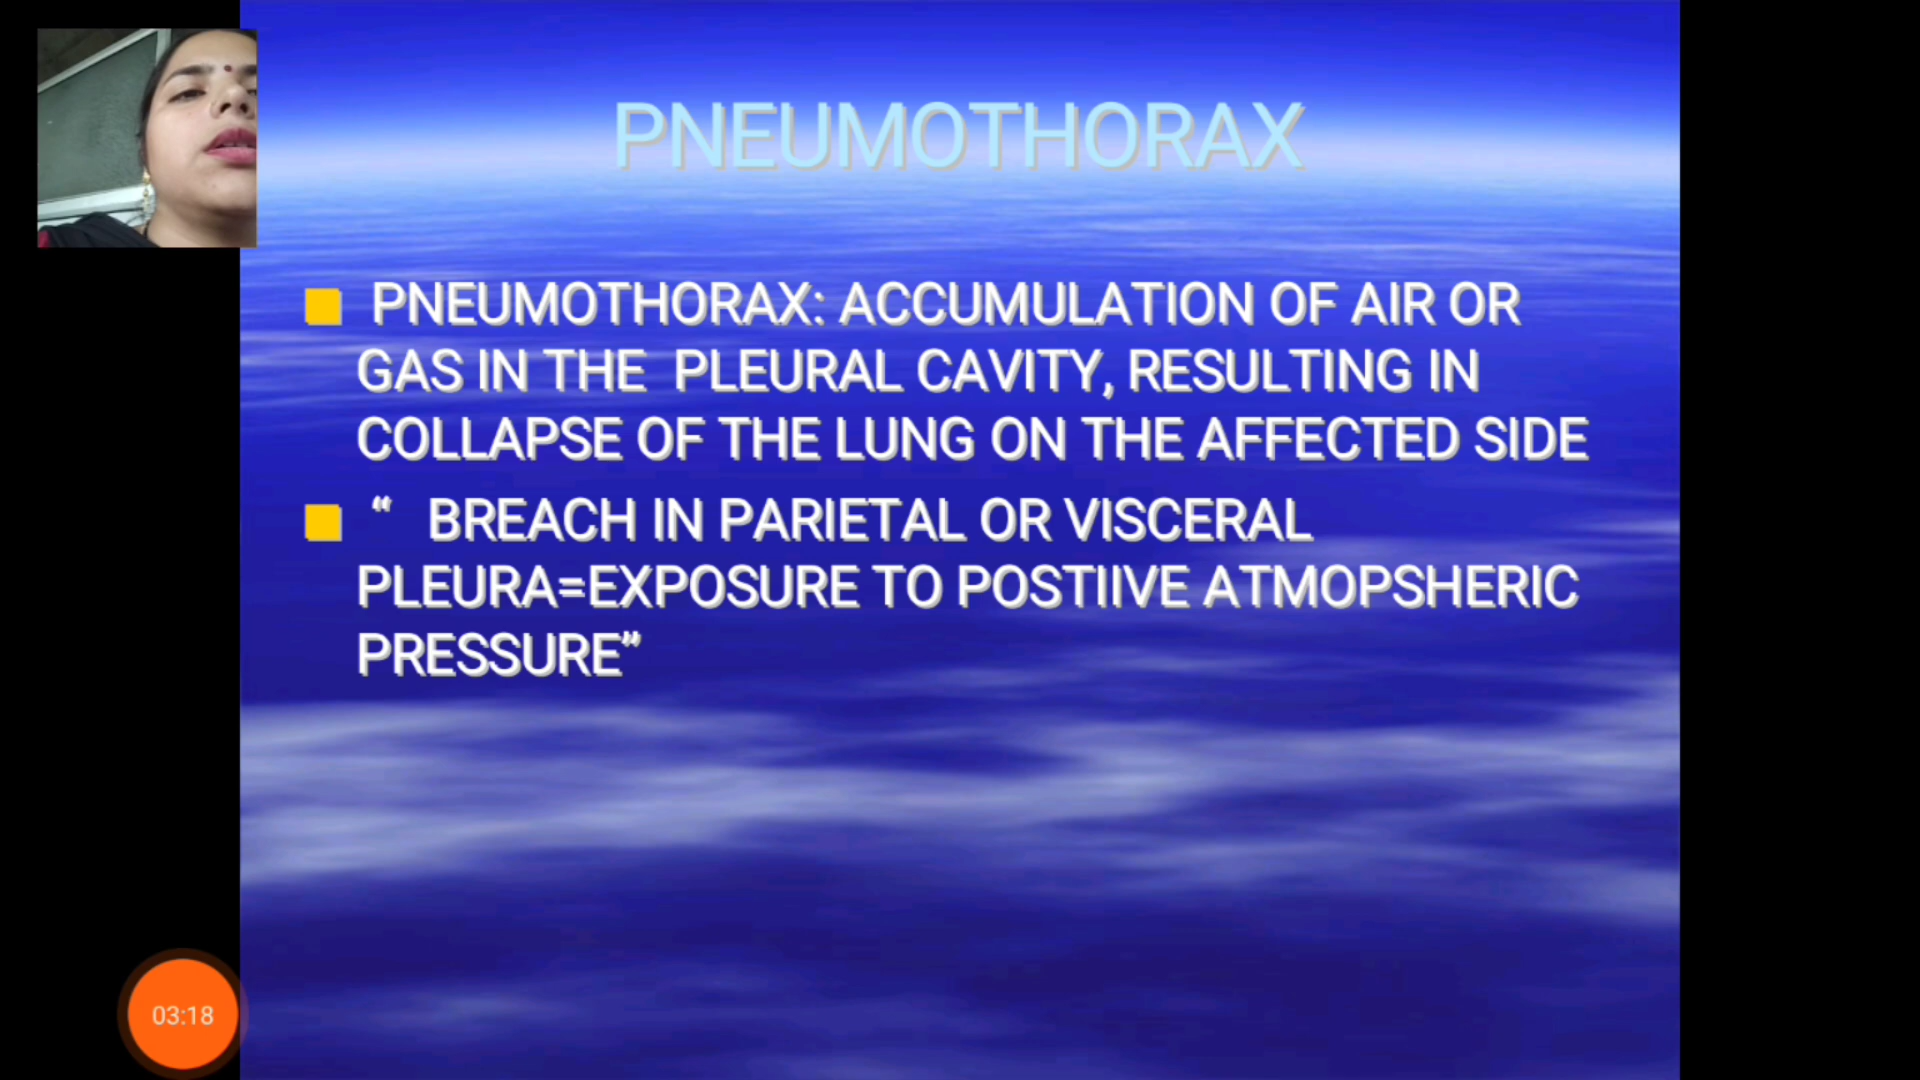 PNEUMOTHORAX
PNEUMOTHORAX: ACCUMULATION OF AIR OR
GAS IN THE PLEURAL CAVITY, RESULTING IN
COLLAPSE OF THE LUNG ON THE AFFECTED SIDE
“ BREACH IN PARIETAL OR VISCERAL
PLEURA=EXPOSURE TO POSTIIVE ATMOPSHERIC
PRESSURE”
03:18